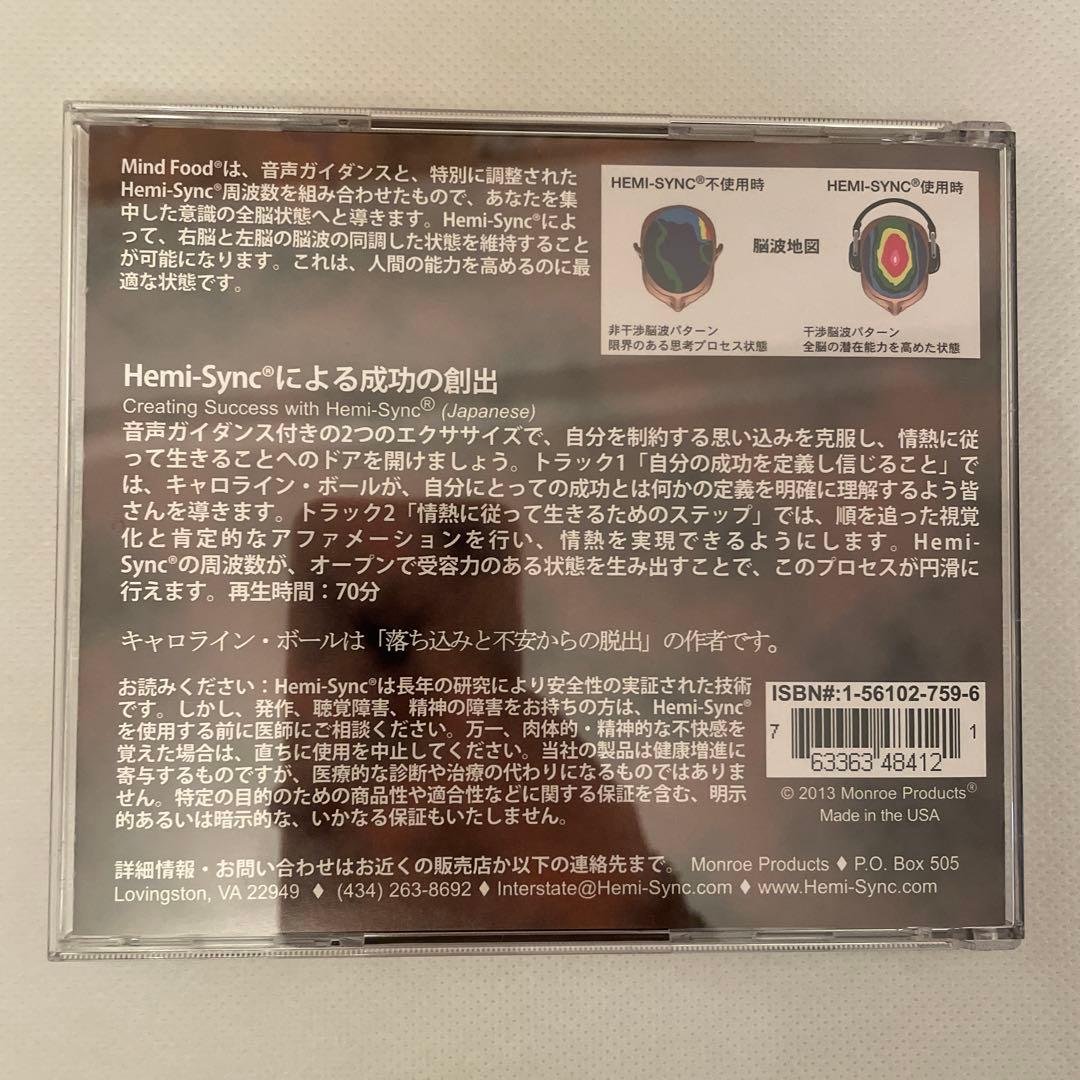 Mind Food®は、音声ガイダンスと、特別に調整された
Hemi-Sync®周波数を組み合わせたもので、あなたを集
中した意識の全脳状態へと導きます。Hemi-Sync®によ
って、右脳と左脳の脳波の同調した状態を維持すること
が可能になります。これは、人間の能力を高めるのに最
適な状態です。
HEMI-SYNC®不使用時
HEMI-SYNC®使用時
脳波地図
非干渉脳波パターン
限界のある思考プロセス状態
干渉脳波パターン
全脳の潜在能力を高めた状態
Hemi-Sync®による成功の創出
Creating Success with Hemi-Sync® (Japanese)
音声ガイダンス付きの2つのエクササイズで、自分を制約する思い込みを克服し、情熱に従
って生きることへのドアを開けましょう。トラック1「自分の成功を定義し信じること」で
は、キャロライン・ボールが、自分にとっての成功とは何かの定義を明確に理解するよう皆
さんを導きます。トラック2「情熱に従って生きるためのステップ」では、順を追った視覚
化と肯定的なアファメーションを行い、情熱を実現できるようにします。Hemi-
Sync®の周波数が、オープンで受容力のある状態を生み出すことで、このプロセスが円滑に
行えます。再生時間：70分
キャロライン・ボールは「落ち込みと不安からの脱出」の作者です。
お読みください：Hemi-Sync®は長年の研究により安全性の実証された技術
です。しかし、発作、聴覚障害、精神の障害をお持ちの方は、Hemi-Sync®
を使用する前に医師にご相談ください。万一、肉体的・精神的な不快感を
覚えた場合は、直ちに使用を中止してください。当社の製品は健康増進に
寄与するものですが、医療的な診断や治療の代わりになるものではありま
せん。特定の目的のための商品性や適合性などに関する保証を含む、明示
的あるいは暗示的な、いかなる保証もいたしません。
ISBN#:1-56102-759-6
7 63363 48412 1
© 2013 Monroe Products®
Made in the USA
詳細情報・お問い合わせはお近くの販売店か以下の連絡先まで。 Monroe Products ♦ P.O. Box 505
Lovingston, VA 22949 ♦ (434) 263-8692 ♦ Interstate@Hemi-Sync.com ♦ www.Hemi-Sync.com